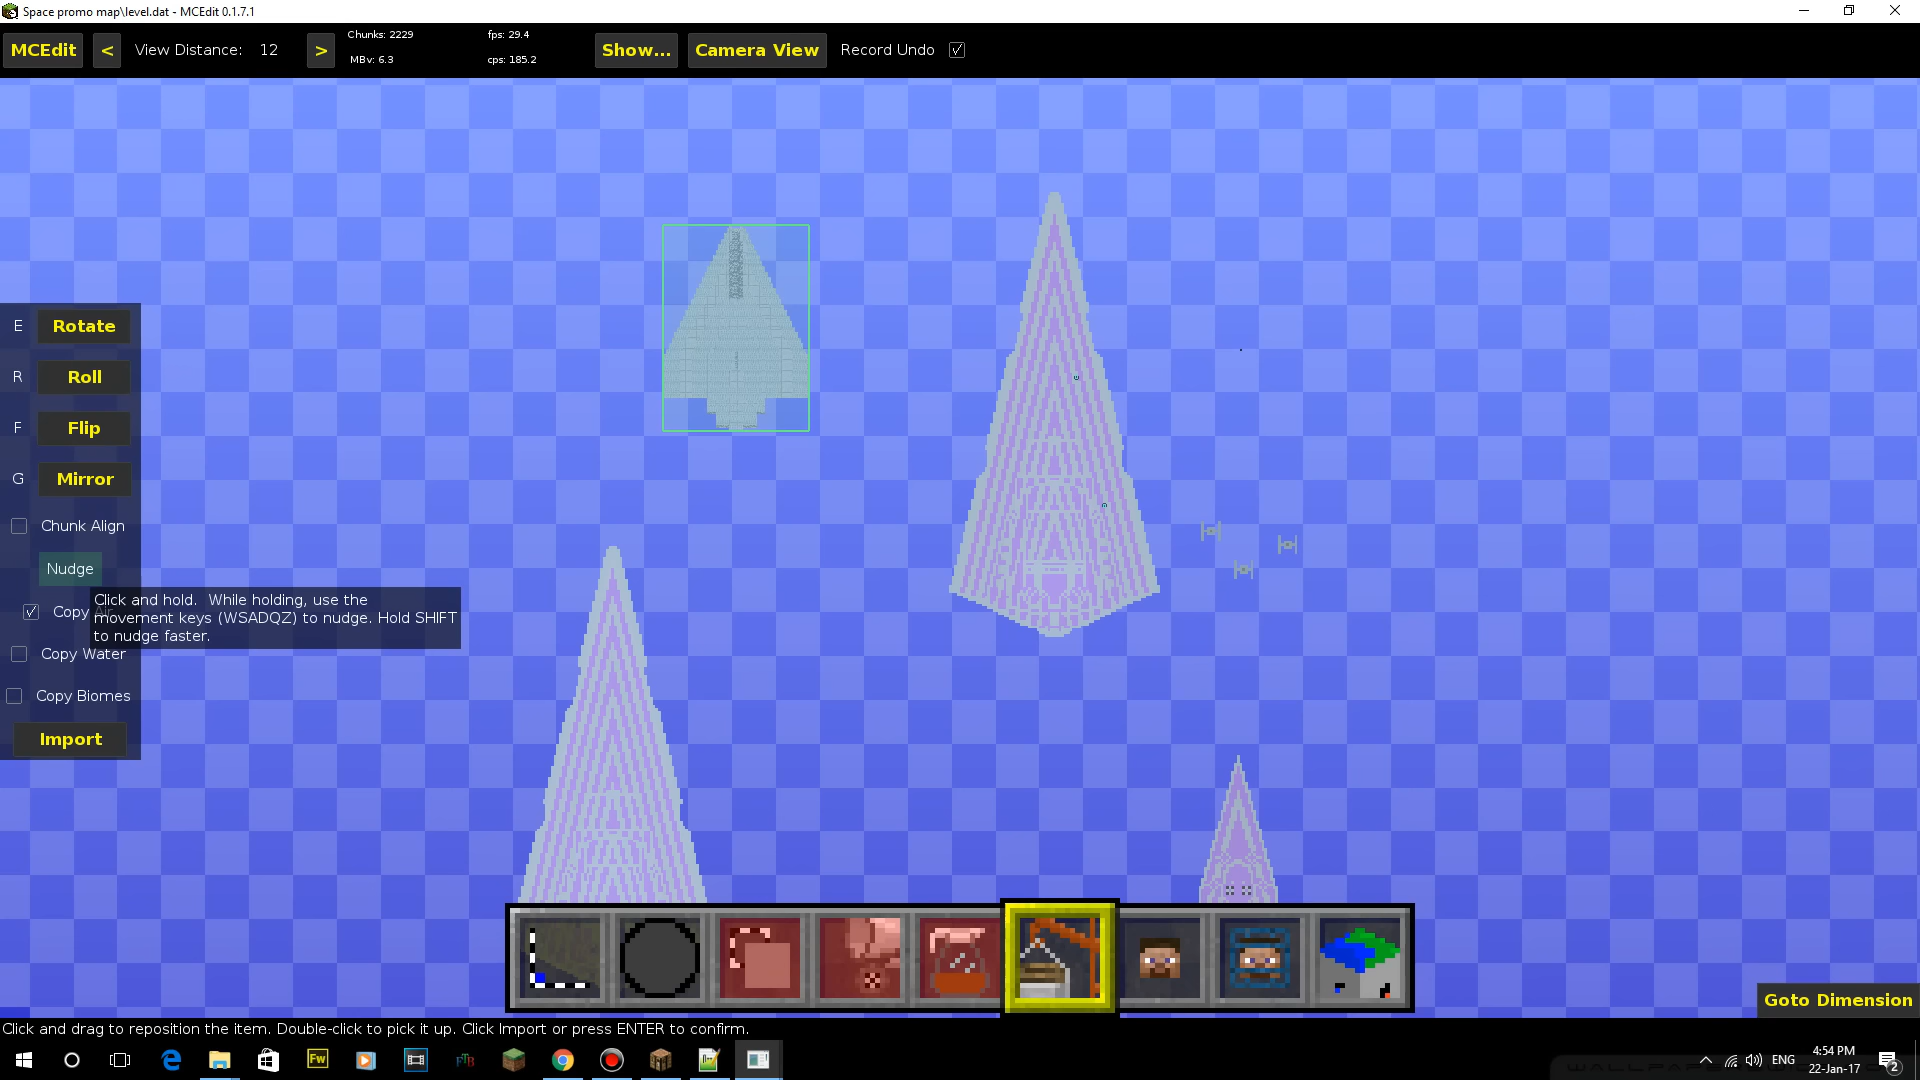 Space promo map\level.dat - MCEdit 0.1.7.1
MCEdit < View Distance: 12 > Chunks: 2229 fps: 29.4 Show... Camera View Record Undo
MBv: 6.3 cps: 185.2
E Rotate
R Roll
F Flip
G Mirror
Chunk Align
Nudge
Click and hold. While holding, use the
movement keys (WSADQZ) to nudge. Hold SHIFT
to nudge faster.
Copy
Copy Water
Copy Biomes
Import
Goto Dimension
Click and drag to reposition the item. Double-click to pick it up. Click Import or press ENTER to confirm.
Fw
FTB
ENG
4:54 PM
22-Jan-17
2